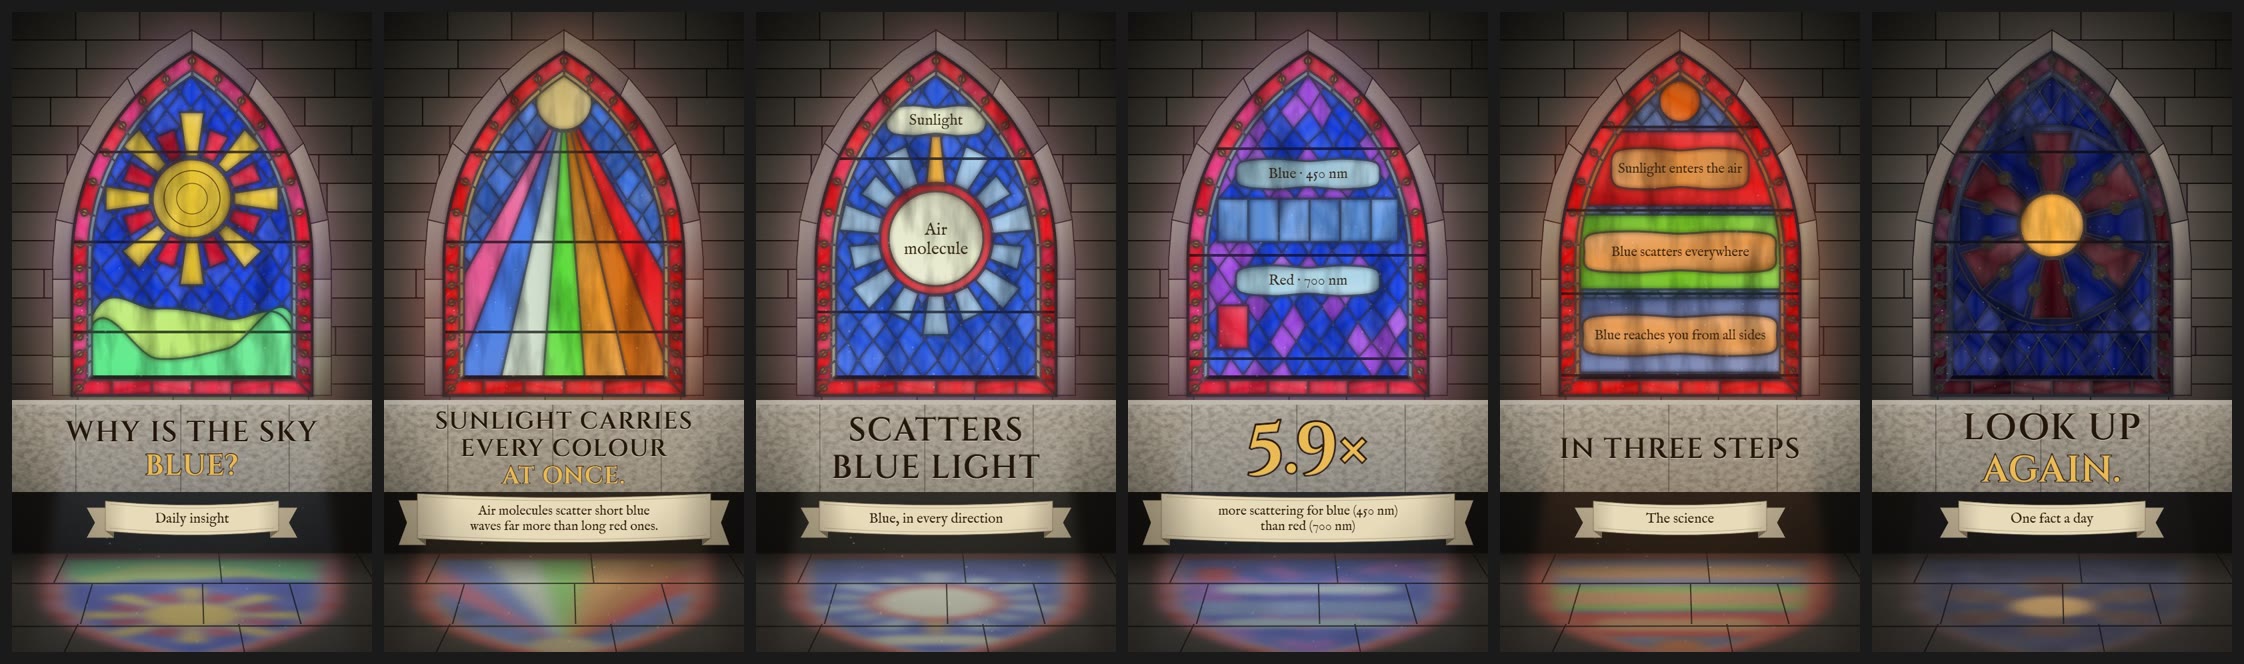 WHY IS THE SKY
BLUE?
Daily insight
SUNLIGHT CARRIES
EVERY COLOUR
AT ONCE.
Air molecules scatter short blue
waves far more than long red ones.
Sunlight
Air
molecule
SCATTERS
BLUE LIGHT
Blue, in every direction
Blue · 450 nm
Red · 700 nm
5.9×
more scattering for blue (450 nm)
than red (700 nm)
Sunlight enters the air
Blue scatters everywhere
Blue reaches you from all sides
IN THREE STEPS
The science
LOOK UP
AGAIN.
One fact a day